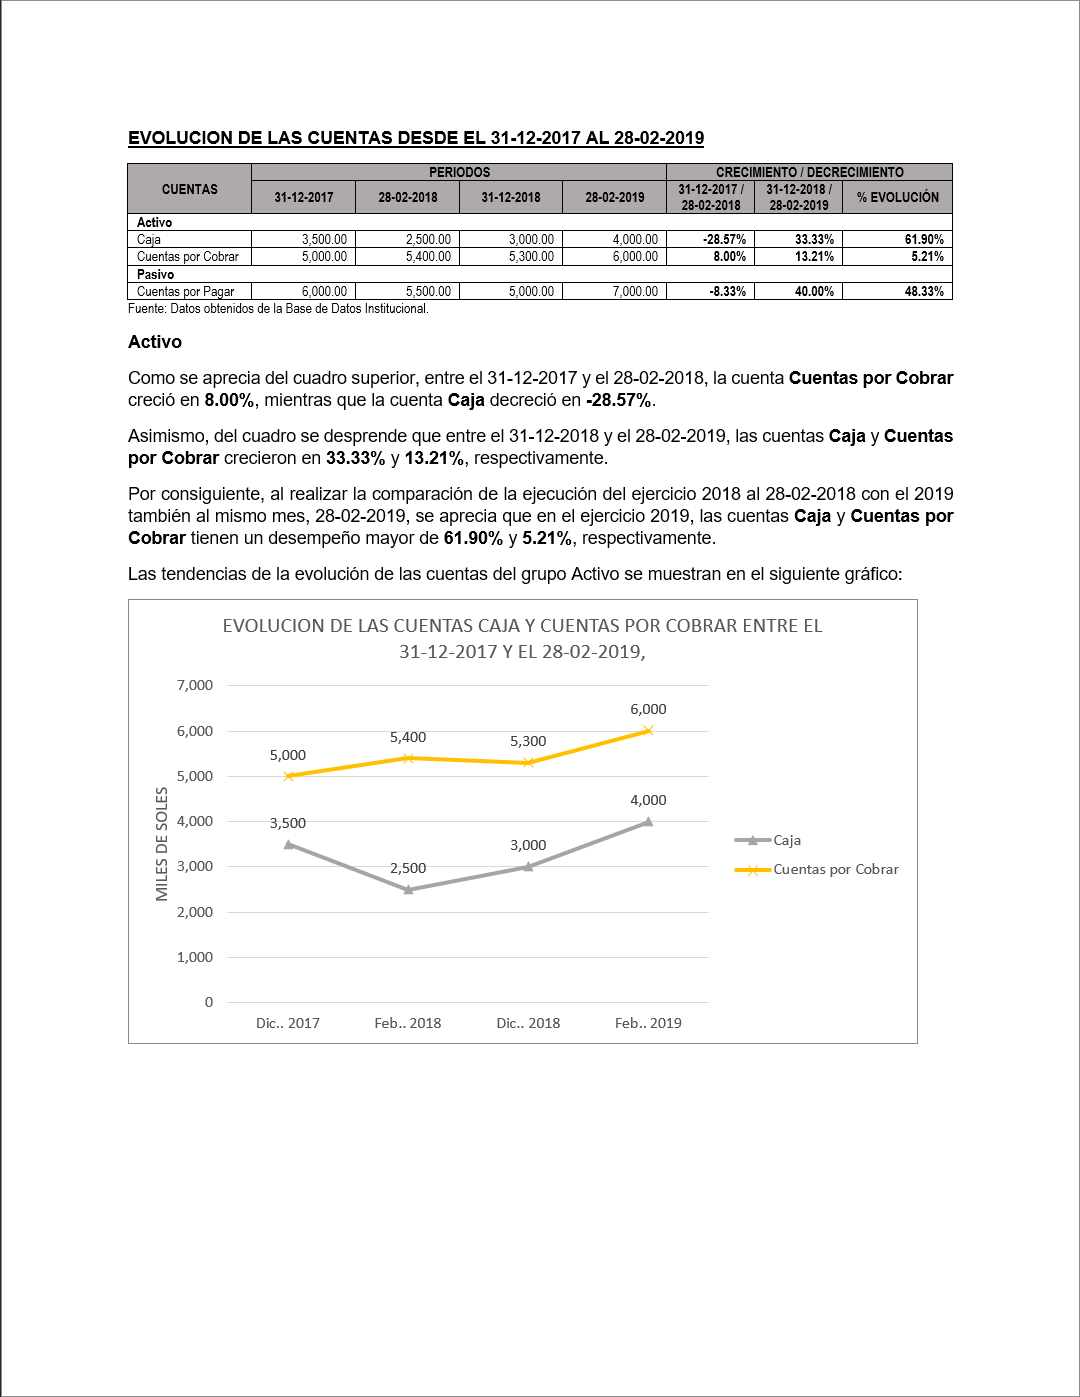 EVOLUCION DE LAS CUENTAS DESDE EL 31-12-2017 AL 28-02-2019
CUENTAS PERIODOS CRECIMIENTO / DECRECIMIENTO
31-12-2017 28-02-2018 31-12-2018 28-02-2019 31-12-2017 / 28-02-2018 31-12-2018 / 28-02-2019 % EVOLUCIÓN
Activo
Caja 3,500.00 2,500.00 3,000.00 4,000.00 -28.57% 33.33% 61.90%
Cuentas por Cobrar 5,000.00 5,400.00 5,300.00 6,000.00 8.00% 13.21% 5.21%
Pasivo
Cuentas por Pagar 6,000.00 5,500.00 5,000.00 7,000.00 -8.33% 40.00% 48.33%
Fuente: Datos obtenidos de la Base de Datos Institucional.
Activo
Como se aprecia del cuadro superior, entre el 31-12-2017 y el 28-02-2018, la cuenta Cuentas por Cobrar
creció en 8.00%, mientras que la cuenta Caja decreció en -28.57%.
Asimismo, del cuadro se desprende que entre el 31-12-2018 y el 28-02-2019, las cuentas Caja y Cuentas
por Cobrar crecieron en 33.33% y 13.21%, respectivamente.
Por consiguiente, al realizar la comparación de la ejecución del ejercicio 2018 al 28-02-2018 con el 2019
también al mismo mes, 28-02-2019, se aprecia que en el ejercicio 2019, las cuentas Caja y Cuentas por
Cobrar tienen un desempeño mayor de 61.90% y 5.21%, respectivamente.
Las tendencias de la evolución de las cuentas del grupo Activo se muestran en el siguiente gráfico:
EVOLUCION DE LAS CUENTAS CAJA Y CUENTAS POR COBRAR ENTRE EL
31-12-2017 Y EL 28-02-2019,
MILES DE SOLES
7,000
6,000
5,000
4,000
3,000
2,000
1,000
0
5,000
5,400
5,300
6,000
3,500
2,500
3,000
4,000
Dic.. 2017 Feb.. 2018 Dic.. 2018 Feb.. 2019
Caja
Cuentas por Cobrar